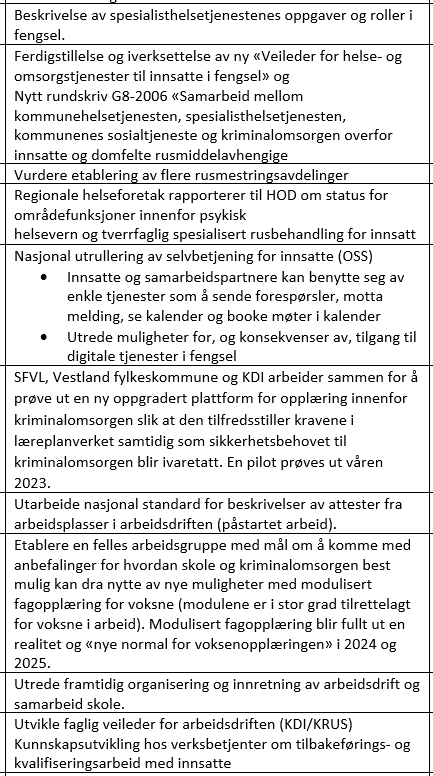 Beskrivelse av spesialisthelsetjenestenes oppgaver og roller i
fengsel.
Ferdigstillelse og iverksettelse av ny «Veileder for helse- og
omsorgstjenester til innsatte i fengsel» og
Nytt rundskriv G8-2006 «Samarbeid mellom
kommunehelsetjenesten, spesialisthelsetjenesten,
kommunenes sosialtjeneste og kriminalomsorgen overfor
innsatte og domfelte rusmiddelavhengige
Vurdere etablering av flere rusmestringsavdelinger
Regionale helseforetak rapporterer til HOD om status for
områdefunksjoner innenfor psykisk
helsevern og tverrfaglig spesialisert rusbehandling for innsatt
Nasjonal utrullering av selvbetjening for innsatte (OSS)
• Innsatte og samarbeidspartnere kan benytte seg av
enkle tjenester som å sende forespørsler, motta
melding, se kalender og booke møter i kalender
• Utrede muligheter for, og konsekvenser av, tilgang til
digitale tjenester i fengsel
SFVL, Vestland fylkeskommune og KDI arbeider sammen for å
prøve ut en ny oppgradert plattform for opplæring innenfor
kriminalomsorgen slik at den tilfredsstiller kravene i
læreplanverket samtidig som sikkerhetsbehovet til
kriminalomsorgen blir ivaretatt. En pilot prøves ut våren
2023.
Utarbeide nasjonal standard for beskrivelser av attester fra
arbeidsplasser i arbeidsdriften (påstartet arbeid).
Etablere en felles arbeidsgruppe med mål om å komme med
anbefalinger for hvordan skole og kriminalomsorgen best
mulig kan dra nytte av nye muligheter med modulisert
fagopplæring for voksne (modulene er i stor grad tilrettelagt
for voksne i arbeid). Modulisert fagopplæring blir fullt ut en
realitet og «nye normal for voksenopplæringen» i 2024 og
2025.
Utrede framtidig organisering og innretning av arbeidsdrift og
samarbeid skole.
Utvikle faglig veileder for arbeidsdriften (KDI/KRUS)
Kunnskapsutvikling hos verksbetjenter om tilbakeførings- og
kvalifiseringsarbeid med innsatte